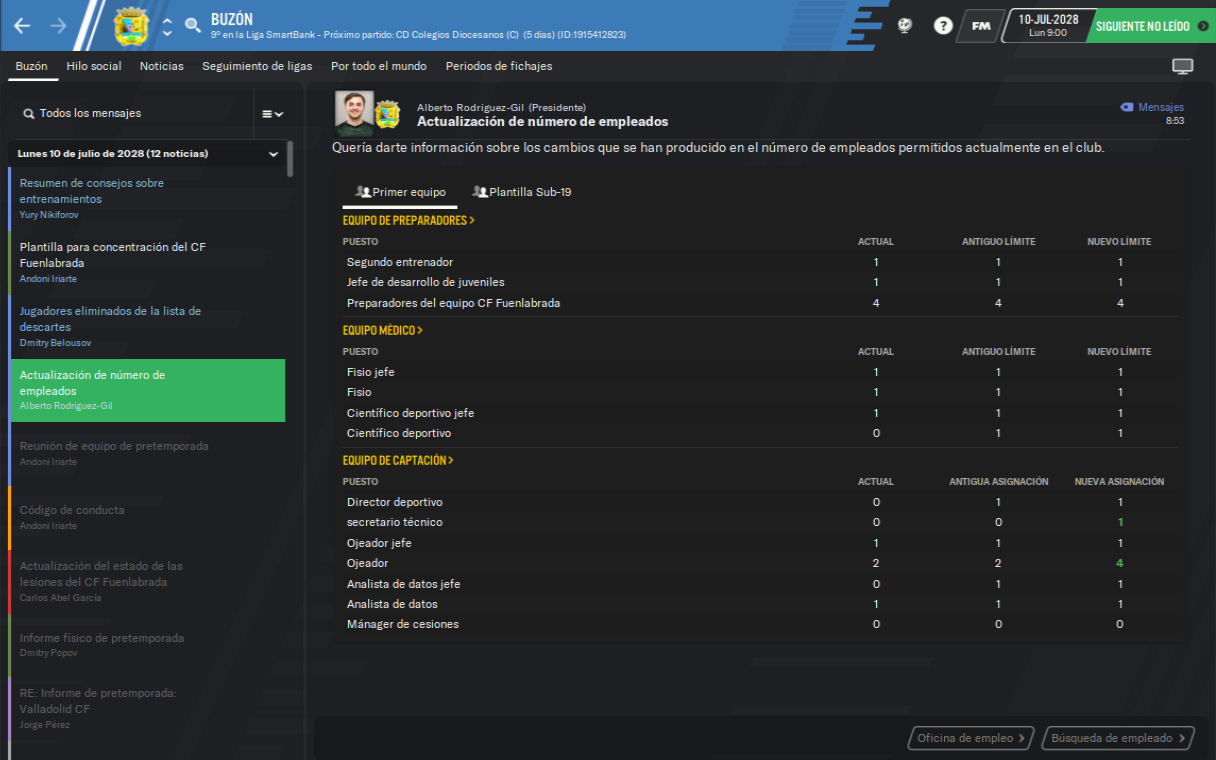 BUZÓN
9º en la Liga SmartBank - Próximo partido: CD Colegios Diocesanos (C) (5 días) (ID:1915412823)
?
FM
10-JUL-2028
Lun 9:00
SIGUIENTE NO LEÍDO
Buzón Hilo social Noticias Seguimiento de ligas Por todo el mundo Periodos de fichajes
Todos los mensajes
Lunes 10 de julio de 2028 (12 noticias)
Resumen de consejos sobre
entrenamientos
Yury Nikiforov
Plantilla para concentración del CF
Fuenlabrada
Andoni Iriarte
Jugadores eliminados de la lista de
descartes
Dmitry Belousov
Actualización de número de
empleados
Alberto Rodríguez-Gil
Reunión de equipo de pretemporada
Andoni Iriarte
Código de conducta
Andoni Iriarte
Actualización del estado de las
lesiones del CF Fuenlabrada
Carlos Abel García
Informe físico de pretemporada
Dmitry Popov
RE: Informe de pretemporada:
Valladolid CF
Jorge Pérez
Alberto Rodríguez-Gil (Presidente)
Actualización de número de empleados
Mensajes
8:53
Quería darte información sobre los cambios que se han producido en el número de empleados permitidos actualmente en el club.
Primer equipo Plantilla Sub-19
EQUIPO DE PREPARADORES >
PUESTO ACTUAL ANTIGUO LÍMITE NUEVO LÍMITE
Segundo entrenador 1 1 1
Jefe de desarrollo de juveniles 1 1 1
Preparadores del equipo CF Fuenlabrada 4 4 4
EQUIPO MÉDICO >
PUESTO ACTUAL ANTIGUO LÍMITE NUEVO LÍMITE
Fisio jefe 1 1 1
Fisio 1 1 1
Científico deportivo jefe 1 1 1
Científico deportivo 0 1 1
EQUIPO DE CAPTACIÓN >
PUESTO ACTUAL ANTIGUA ASIGNACIÓN NUEVA ASIGNACIÓN
Director deportivo 0 1 1
secretario técnico 0 0 1
Ojeador jefe 1 1 1
Ojeador 2 2 4
Analista de datos jefe 0 1 1
Analista de datos 1 1 1
Mánager de cesiones 0 0 0
Oficina de empleo > Búsqueda de empleado >